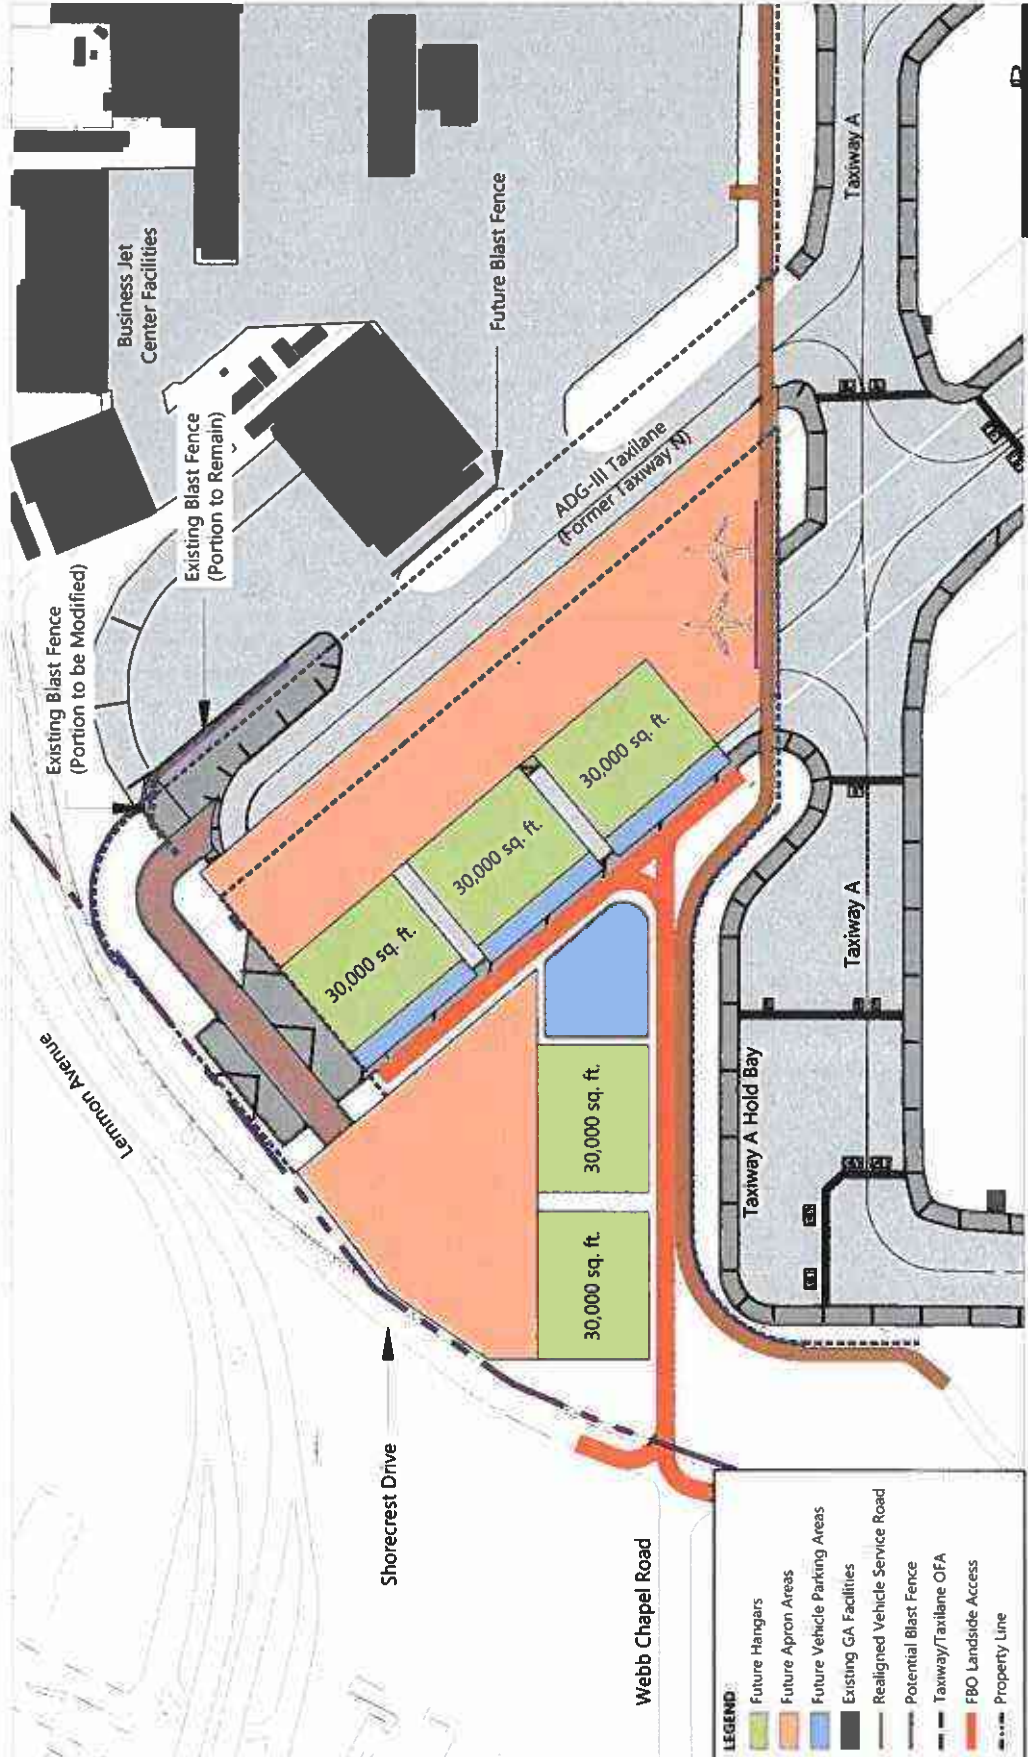 Business Jet
Center Facilities
Future Blast Fence
Existing Blast Fence
(Portion to Remain)
Existing Blast Fence
(Portion to be Modified)
ADG-III Taxilane
(Former Taxiway N)
Taxiway A
30,000 sq. ft.
30,000 sq. ft.
30,000 sq. ft.
30,000 sq. ft.
30,000 sq. ft.
Taxiway A
Taxiway A Hold Bay
Lemmon Avenue
Shorecrest Drive
Webb Chapel Road
LEGEND
Future Hangars
Future Apron Areas
Future Vehicle Parking Areas
Existing GA Facilities
Realigned Vehicle Service Road
Potential Blast Fence
Taxiway/Taxilane OFA
FBO Landside Access
Property Line